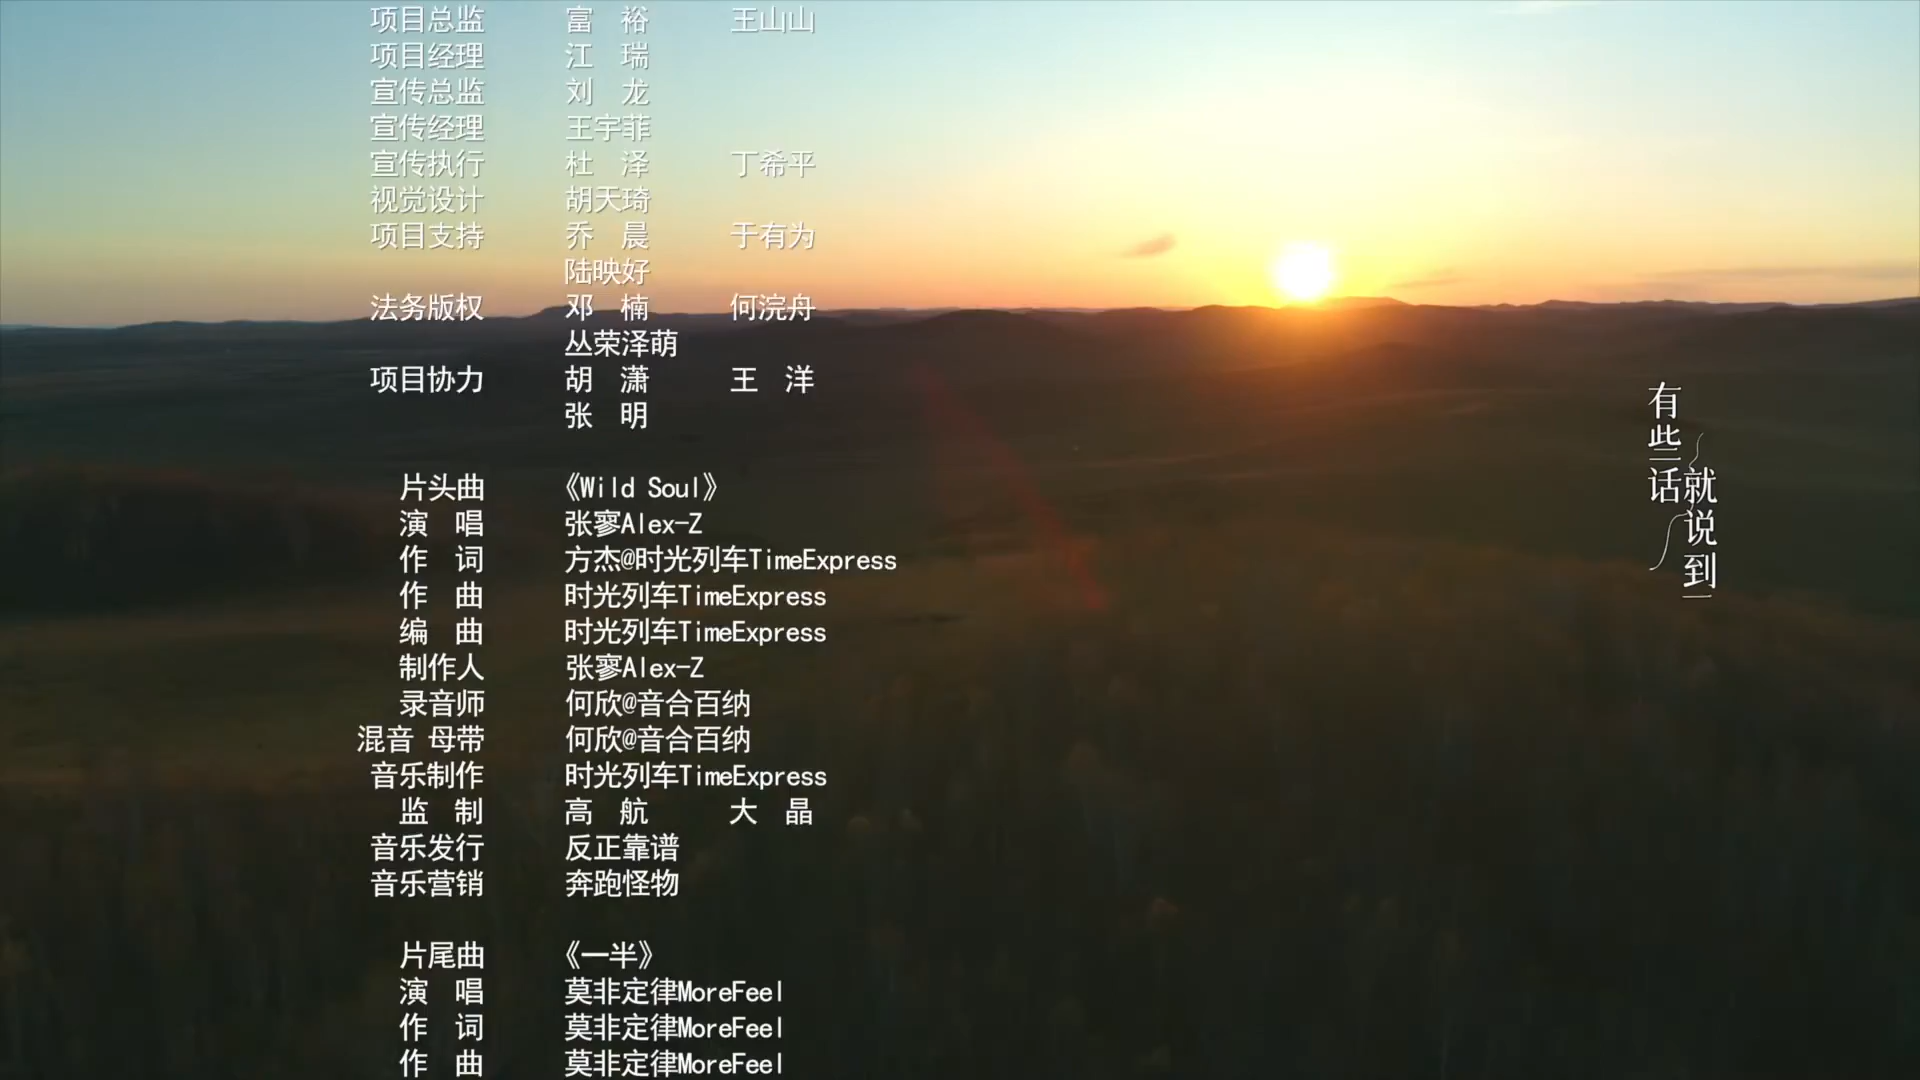 项目总监 富 裕 王山山
项目经理 江 瑞
宣传总监 刘 龙
宣传经理 王宇菲
宣传执行 杜 泽 丁希平
视觉设计 胡天琦
项目支持 乔 晨 于有为
陆映好
法务版权 邓 楠 何浣舟
丛荣泽萌
项目协力 胡 潇 王 洋
张 明
片头曲 《Wild Soul》
演 唱 张寥Alex-Z
作 词 方杰@时光列车TimeExpress
作 曲 时光列车TimeExpress
编 曲 时光列车TimeExpress
制作人 张寥Alex-Z
录音师 何欣@音合百纳
混音 母带 何欣@音合百纳
音乐制作 时光列车TimeExpress
监 制 高 航 大 晶
音乐发行 反正靠谱
音乐营销 奔跑怪物
片尾曲 《一半》
演 唱 莫非定律MoreFeel
作 词 莫非定律MoreFeel
作 曲 莫非定律MoreFeel
有些话
就说到